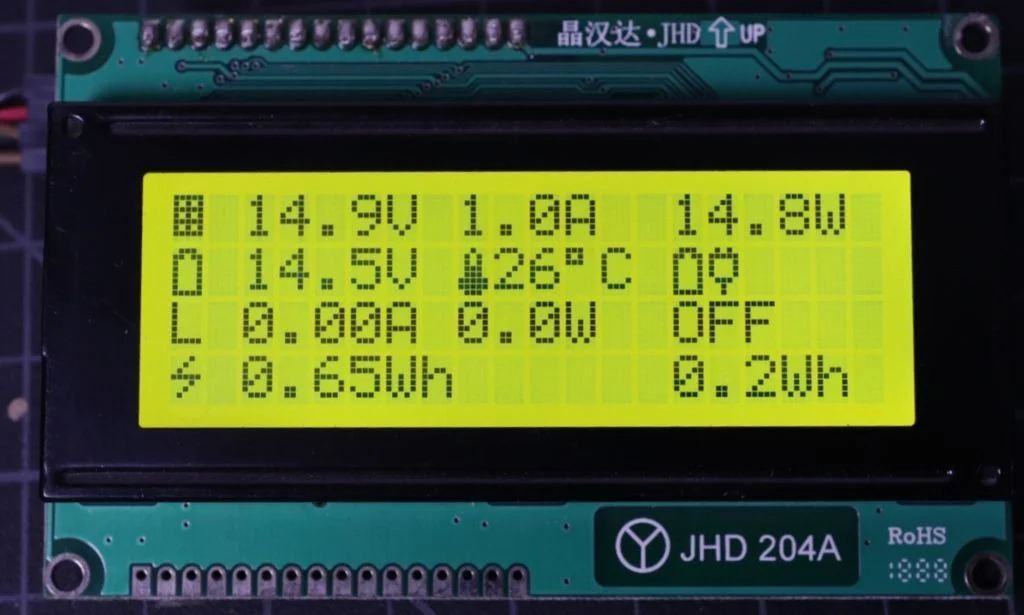 晶汉达·JHD UP
14.9V 1.0A 14.8W
14.5V 26°C
L 0.00A 0.0W OFF
0.65Wh 0.2Wh
JHD 204A
RoHS